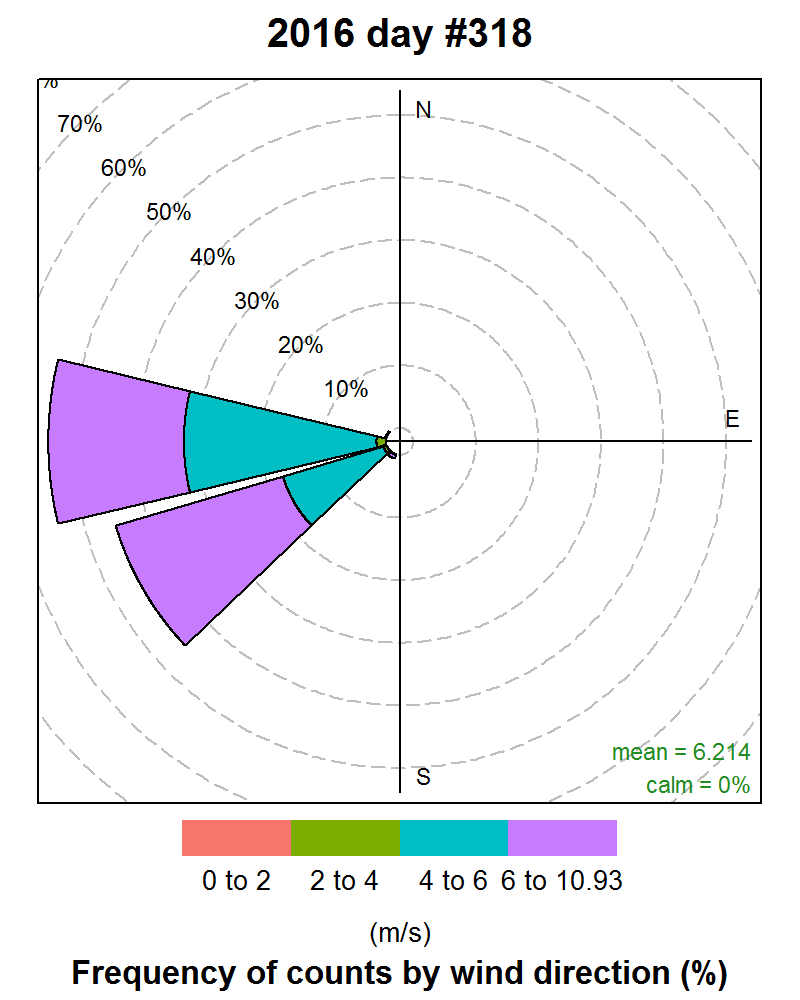 2016 day #318
%
70%
60%
50%
40%
30%
20%
10%
N
E
S
mean = 6.214
calm = 0%
0 to 2 2 to 4 4 to 6 6 to 10.93
(m/s)
Frequency of counts by wind direction (%)